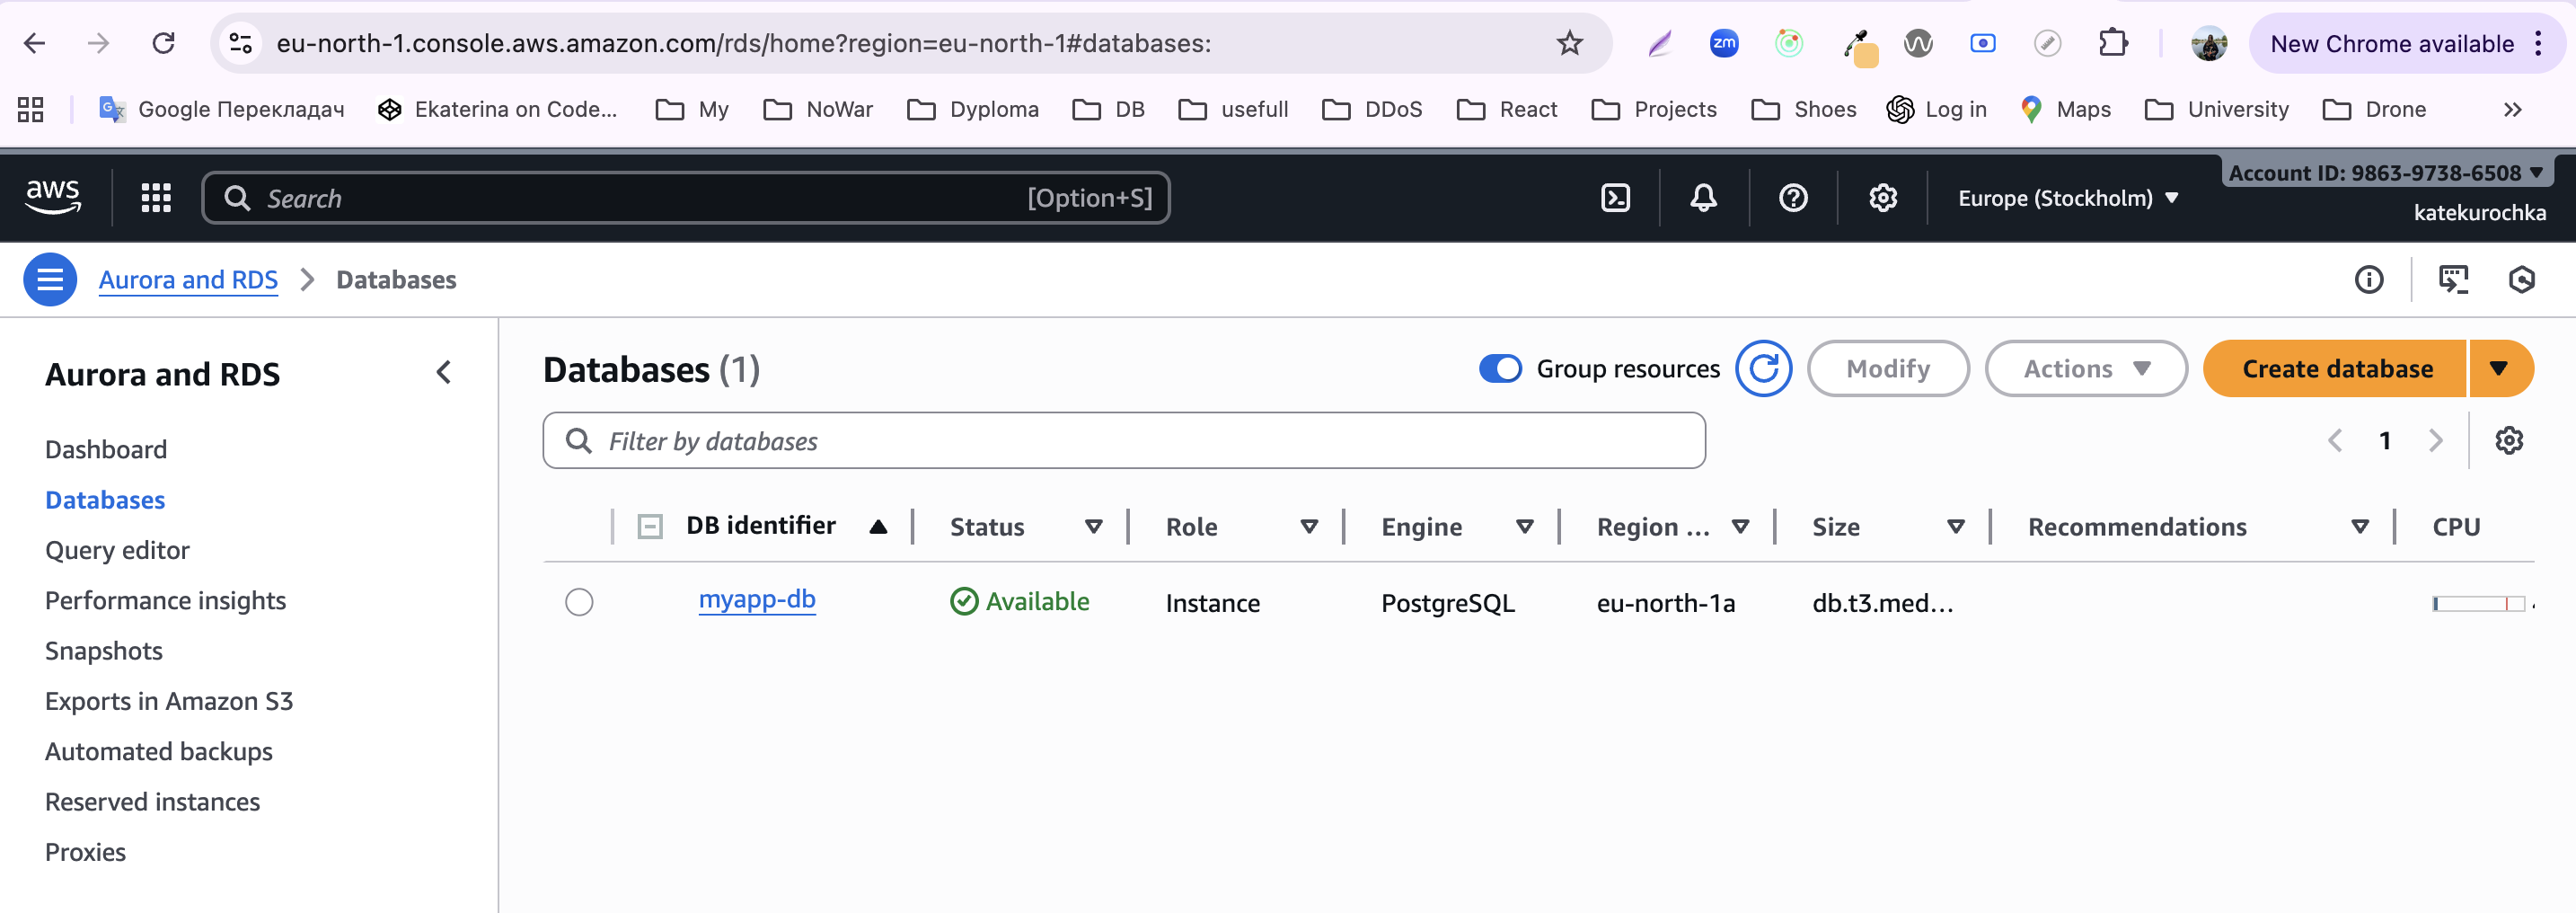 eu-north-1.console.aws.amazon.com/rds/home?region=eu-north-1#databases:
zm
New Chrome available
Google Перекладач
Ekaterina on Code...
My
NoWar
Dyploma
DB
usefull
DDoS
React
Projects
Shoes
Log in
Maps
University
Drone
aws
Search
[Option+S]
Europe (Stockholm)
Account ID: 9863-9738-6508
katekurochka
Aurora and RDS
Databases
Aurora and RDS
Dashboard
Databases
Query editor
Performance insights
Snapshots
Exports in Amazon S3
Automated backups
Reserved instances
Proxies
Databases (1)
Group resources
Modify
Actions
Create database
Filter by databases
1
DB identifier
Status
Role
Engine
Region ...
Size
Recommendations
CPU
myapp-db
Available
Instance
PostgreSQL
eu-north-1a
db.t3.med...